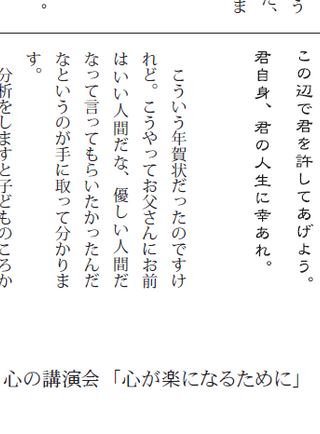 う
た、
ま
。
この辺で君を許してあげよう。
君自身、君の人生に幸あれ。
こういう年賀状だったのですけ
れど。こうやってお父さんにお前
はいい人間だな、優しい人間だ
なって言ってもらいたかったんだ
なというのが手に取って分かりま
す。
分析をしますと子どものころか
心の講演会「心が楽になるために」